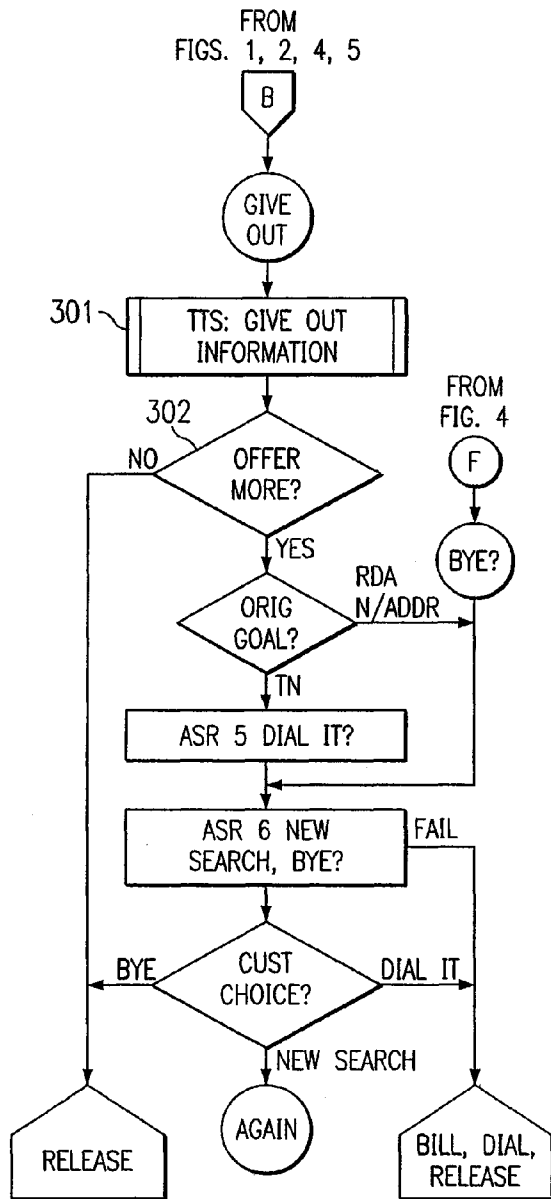 FROM
FIGS. 1, 2, 4, 5
B
GIVE
OUT
301
TTS: GIVE OUT
INFORMATION
FROM
FIG. 4
F
BYE?
302
NO
OFFER
MORE?
YES
RDA
N/ADDR
ORIG
GOAL?
TN
ASR 5 DIAL IT?
ASR 6 NEW
SEARCH, BYE?
FAIL
BYE
CUST
CHOICE?
DIAL IT
NEW SEARCH
AGAIN
RELEASE
BILL, DIAL,
RELEASE